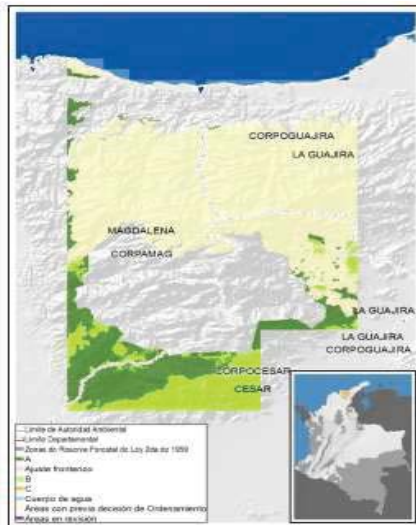 CORPOGUAJIRA
LA GUAJIRA
MAGDALENA
CORPAMAG
LA GUAJIRA
LA GUAJIRA
CORPOGUAJIRA
CORPOCESAR
CESAR
Limite de Autoridad Ambiental
Limite Departamental
Zonas de Reserva Forestal de Ley 2da de 1959
A
Ajuste fronterizo
B
C
Cuerpo de agua
Areas con previa decisión de Ordenamiento
Areas en revisión